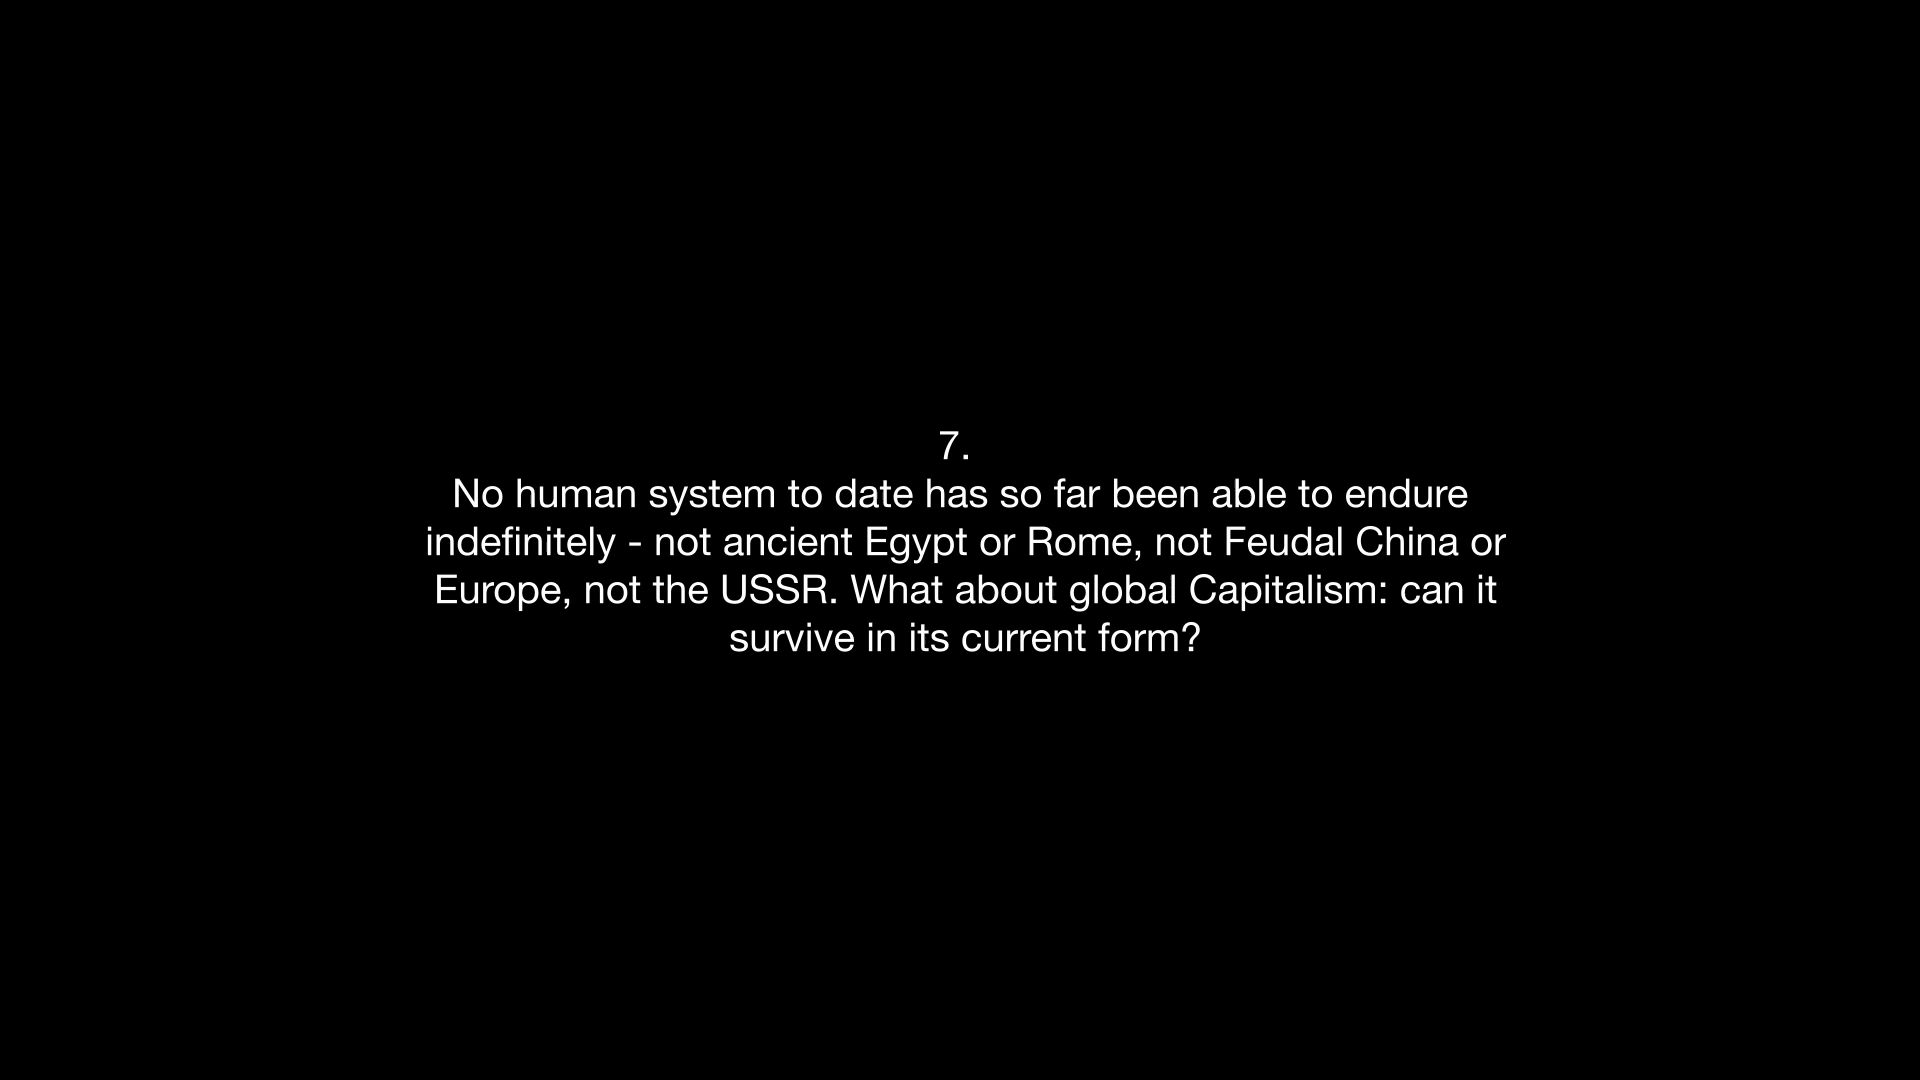 7.
No human system to date has so far been able to endure
indefinitely - not ancient Egypt or Rome, not Feudal China or
Europe, not the USSR. What about global Capitalism: can it
survive in its current form?